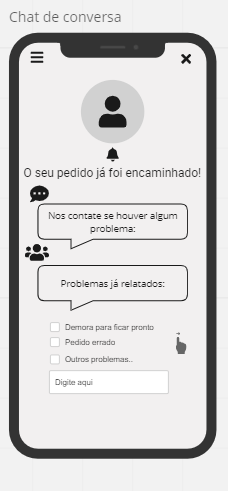 Chat de conversa
O seu pedido já foi encaminhado!
Nos contate se houver algum
problema:
Problemas já relatados:
Demora para ficar pronto
Pedido errado
Outros problemas..
Digite aqui